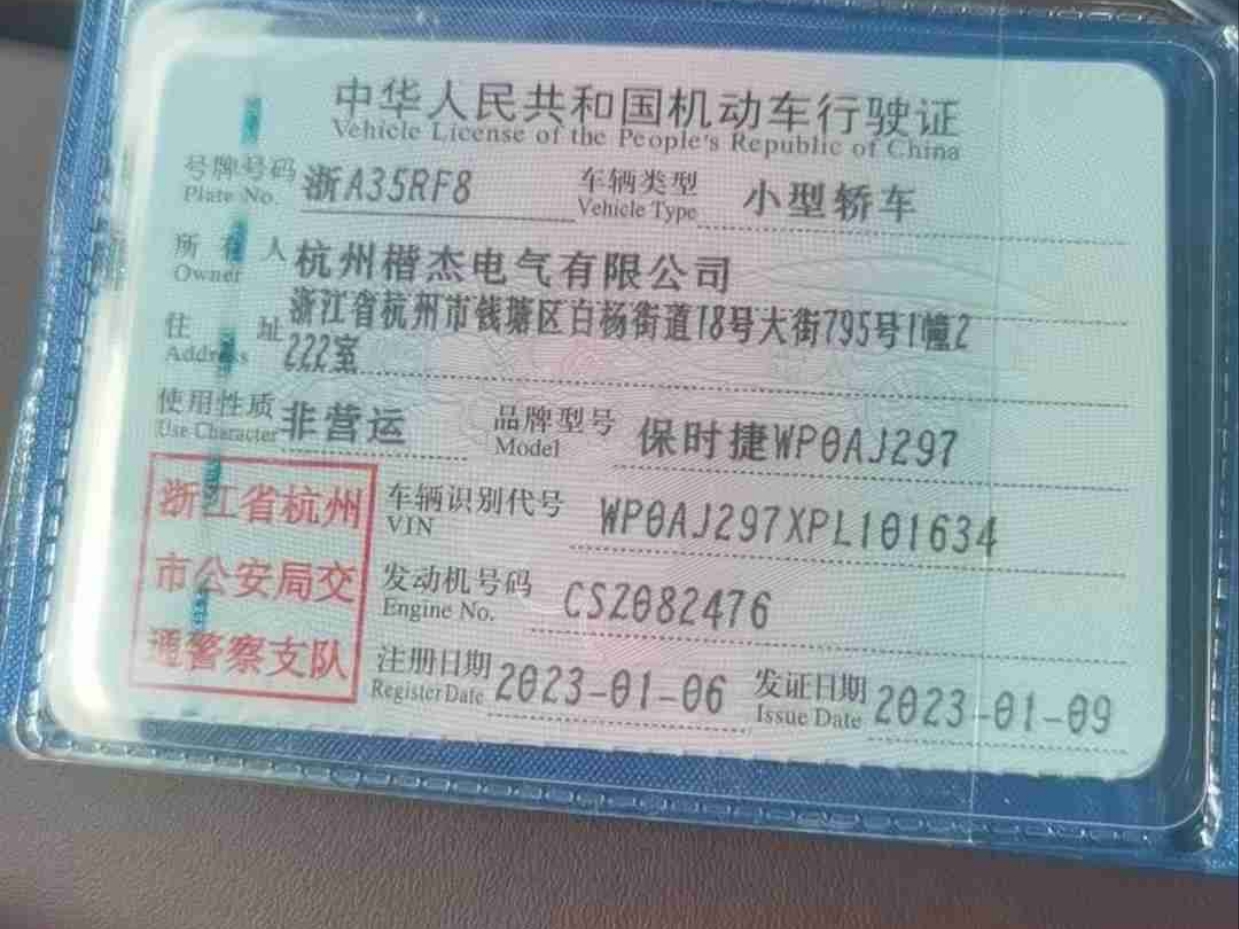 中华人民共和国机动车行驶证
Vehicle License of the People's Republic of China
号牌号码 浙A35RF8 车辆类型 小型轿车
Plate No. Vehicle Type
所有人 杭州楷杰电气有限公司
Owner
住址 浙江省杭州市钱塘区白杨街道18号大街795号1幢2
Address 222室
使用性质 非营运 品牌型号 保时捷WP0AJ297
Use Character Model
车辆识别代号 WP0AJ297XPL101634
VIN
发动机号码 CSZ082476
Engine No.
注册日期 2023-01-06 发证日期 2023-01-09
Register Date Issue Date
浙江省杭州
市公安局交
通警察支队